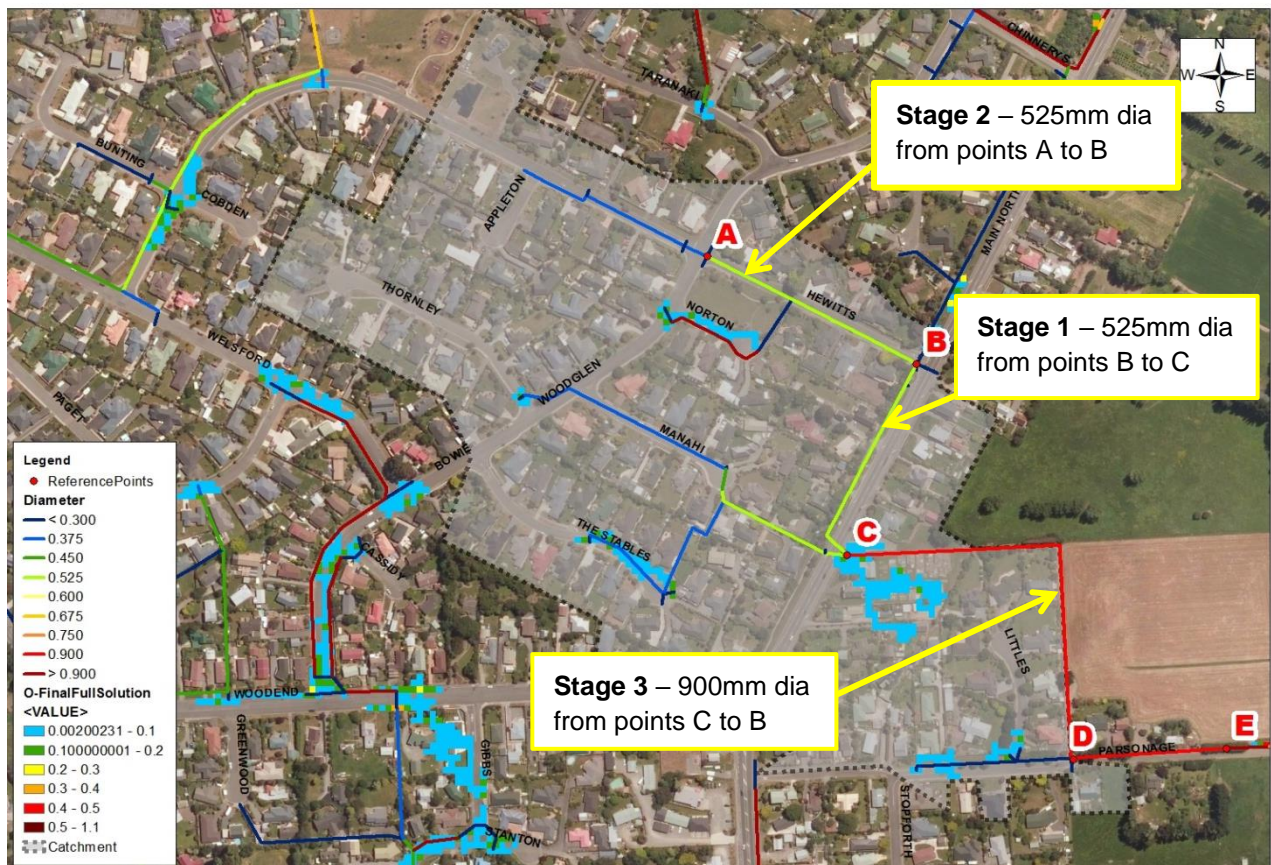 CHINNERYS
N
W E
S
TARANAKI
Stage 2 – 525mm dia
from points A to B
BUNTING
COBDEN
APPLETON
MAIN NORTH
A
THORNLEY
HEWITTS
NORTON
B
Stage 1 – 525mm dia
from points B to C
WELSFORD
PAGET
WOODGLEN
MANAHI
BOWIE
THE STABLES
CASSIDY
C
LITTLES
Stage 3 – 900mm dia
from points C to B
WOODEND
GREENWOOD
GIBBS
STANTON
STOPFORTH
D
PARSONAGE
E
Legend
ReferencePoints
Diameter
< 0.300
0.375
0.450
0.525
0.600
0.675
0.750
0.900
> 0.900
O-FinalFullSolution
<VALUE>
0.00200231 - 0.1
0.100000001 - 0.2
0.2 - 0.3
0.3 - 0.4
0.4 - 0.5
0.5 - 1.1
Catchment